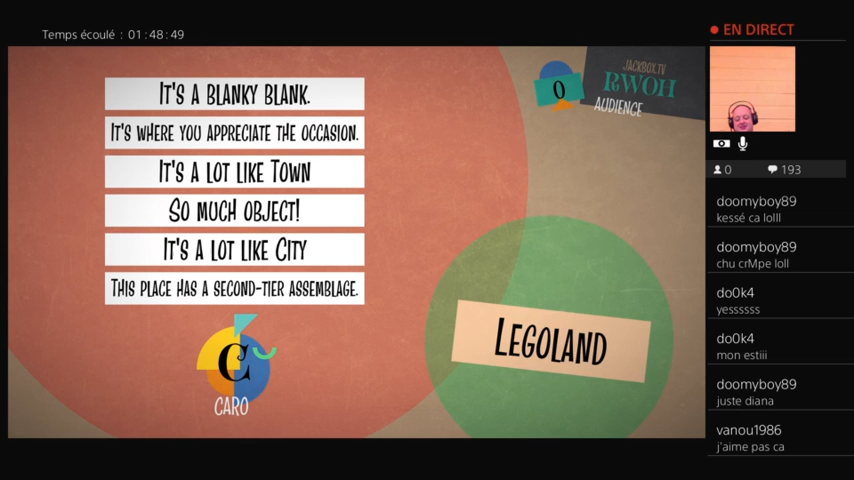 Temps écoulé : 01:48:49
EN DIRECT
IT'S A BLANKY BLANK.
IT'S WHERE YOU APPRECIATE THE OCCASION.
IT'S A LOT LIKE TOWN
SO MUCH OBJECT!
IT'S A LOT LIKE CITY
THIS PLACE HAS A SECOND-TIER ASSEMBLAGE.
C
CARO
LEGOLAND
0
AUDIENCE
JACKBOX.TV
RWOH
0
193
doomyboy89
kessé ca lolll
doomyboy89
chu crMpe loll
do0k4
yessssss
do0k4
mon estiii
doomyboy89
juste diana
vanou1986
j'aime pas ca